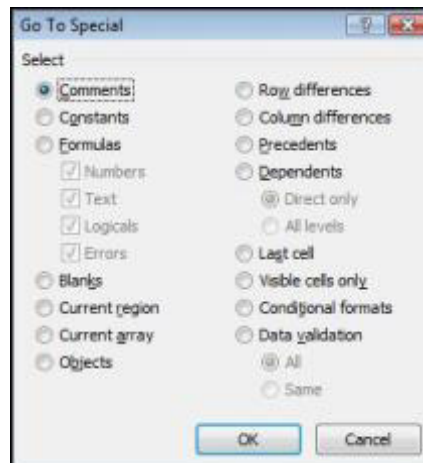 Go To Special
Select
Comments
Constants
Formulas
Numbers
Text
Logicals
Errors
Blanks
Current region
Current array
Objects
Row differences
Column differences
Precedents
Dependents
Direct only
All levels
Last cell
Visible cells only
Conditional formats
Data validation
All
Same
OK
Cancel